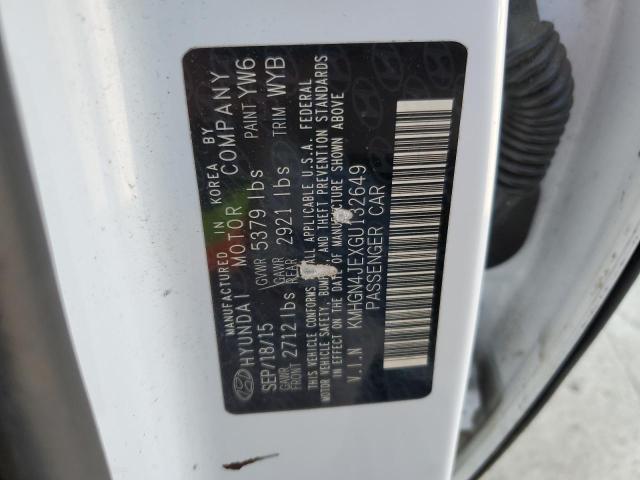 MANUFACTURED IN KOREA BY
HYUNDAI MOTOR COMPANY
SEP/18/15 GVWR 5379 lbs PAINT YW6
GAWR FRONT 2712 lbs GAWR REAR 2921 lbs TRIM WYB
THIS VEHICLE CONFORMS ALL APPLICABLE U.S.A. FEDERAL
MOTOR VEHICLE SAFETY, AND THEFT PREVENTION STANDARDS
IN EFFECT ON THE DATE OF MANUFACTURE SHOWN ABOVE
V.I.N KMHGN4JEXGU132649
PASSENGER CAR